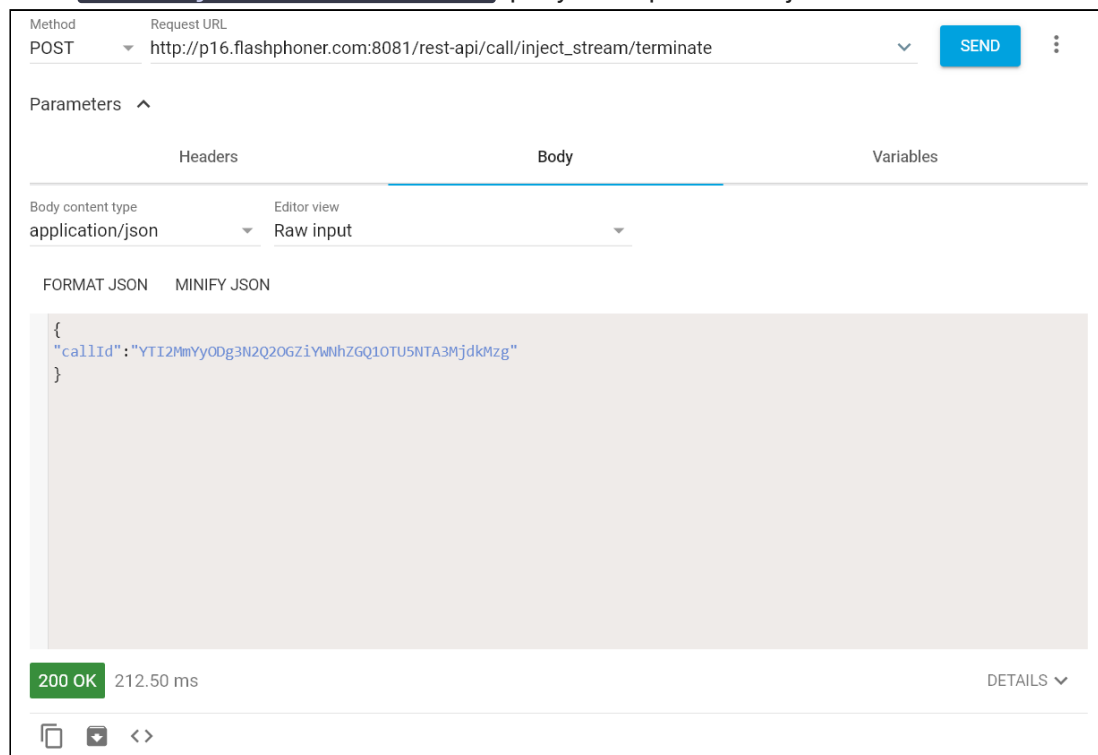 Method Request URL
POST http://p16.flashphoner.com:8081/rest-api/call/inject_stream/terminate SEND
Parameters
Headers Body Variables
Body content type Editor view
application/json Raw input
FORMAT JSON MINIFY JSON
{
"callId":"YTI2MmYyODg3N2Q2OGZiYWNhZGQ1OTU5NTA3MjdkMzg"
}
200 OK 212.50 ms DETAILS